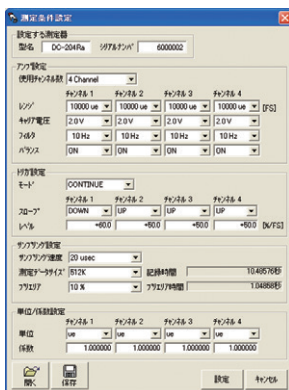 測定条件設定
設定する測定器
型名 DC-204Ra シリアルナンバ 6000002
アンプ設定
使用チャンネル数 4 Channel
チャンネル 1 チャンネル 2 チャンネル 3 チャンネル 4
レンジ 10000 ue 10000 ue 10000 ue 10000 ue [FS]
キャリア電圧 2.0V 2.0V 2.0V 2.0V
フィルタ 10 Hz 10 Hz 10 Hz 10 Hz
バランス ON ON ON ON
トリガ設定
モード CONTINUE
チャンネル 1 チャンネル 2 チャンネル 3 チャンネル 4
スロープ DOWN UP UP UP
レベル +60.0 +50.0 +50.0 +50.0 [%/FS]
サンプリング設定
サンプリング速度 20 usec
測定データサイズ 512K 記録時間 10.48576秒
プリエリア 10 % プリエリア時間 1.04858秒
単位/係数設定
チャンネル 1 チャンネル 2 チャンネル 3 チャンネル 4
単位 ue ue ue ue
係数 1.000000 1.000000 1.000000 1.000000
開く 保存 設定 キャンセル